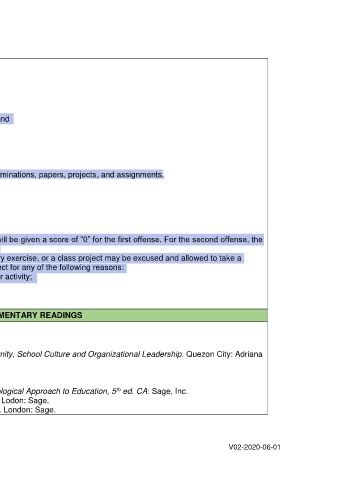 nd
minations, papers, projects, and assignments.
will be given a score of "0" for the first offense. For the second offense, the
ry exercise, or a class project may be excused and allowed to take a
ect for any of the following reasons:
r activity;
MENTARY READINGS
nity, School Culture and Organizational Leadership. Quezon City: Adriana
ological Approach to Education, 5th ed. CA: Sage, Inc.
Lodon: Sage.
. London: Sage.
V02-2020-06-01